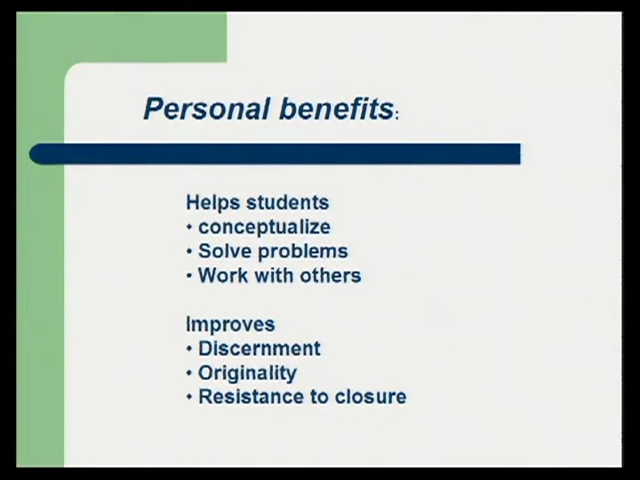 Personal benefits:
Helps students
• conceptualize
• Solve problems
• Work with others
Improves
• Discernment
• Originality
• Resistance to closure